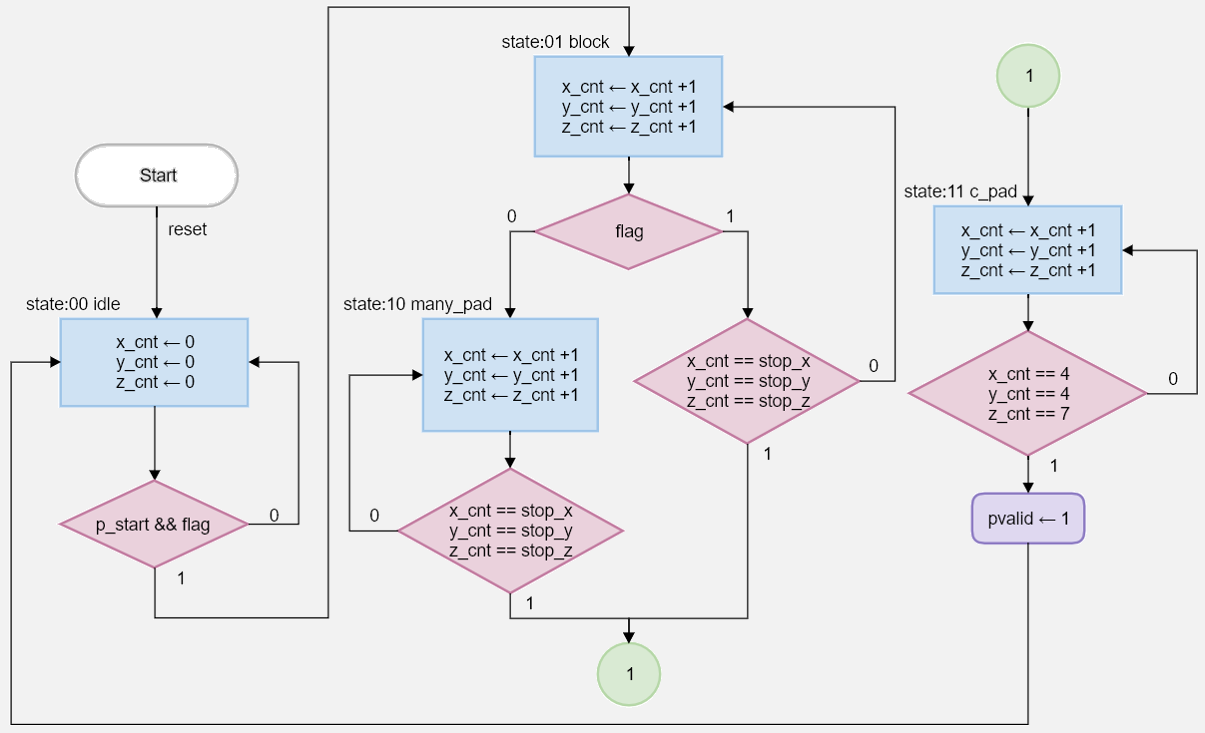 Start
reset
state:00 idle
x_cnt ← 0
y_cnt ← 0
z_cnt ← 0
p_start && flag
0
1
state:01 block
x_cnt ← x_cnt +1
y_cnt ← y_cnt +1
z_cnt ← z_cnt +1
flag
0
1
state:10 many_pad
x_cnt ← x_cnt +1
y_cnt ← y_cnt +1
z_cnt ← z_cnt +1
x_cnt == stop_x
y_cnt == stop_y
z_cnt == stop_z
0
1
x_cnt == stop_x
y_cnt == stop_y
z_cnt == stop_z
0
1
1
1
state:11 c_pad
x_cnt ← x_cnt +1
y_cnt ← y_cnt +1
z_cnt ← z_cnt +1
x_cnt == 4
y_cnt == 4
z_cnt == 7
0
1
pvalid ← 1